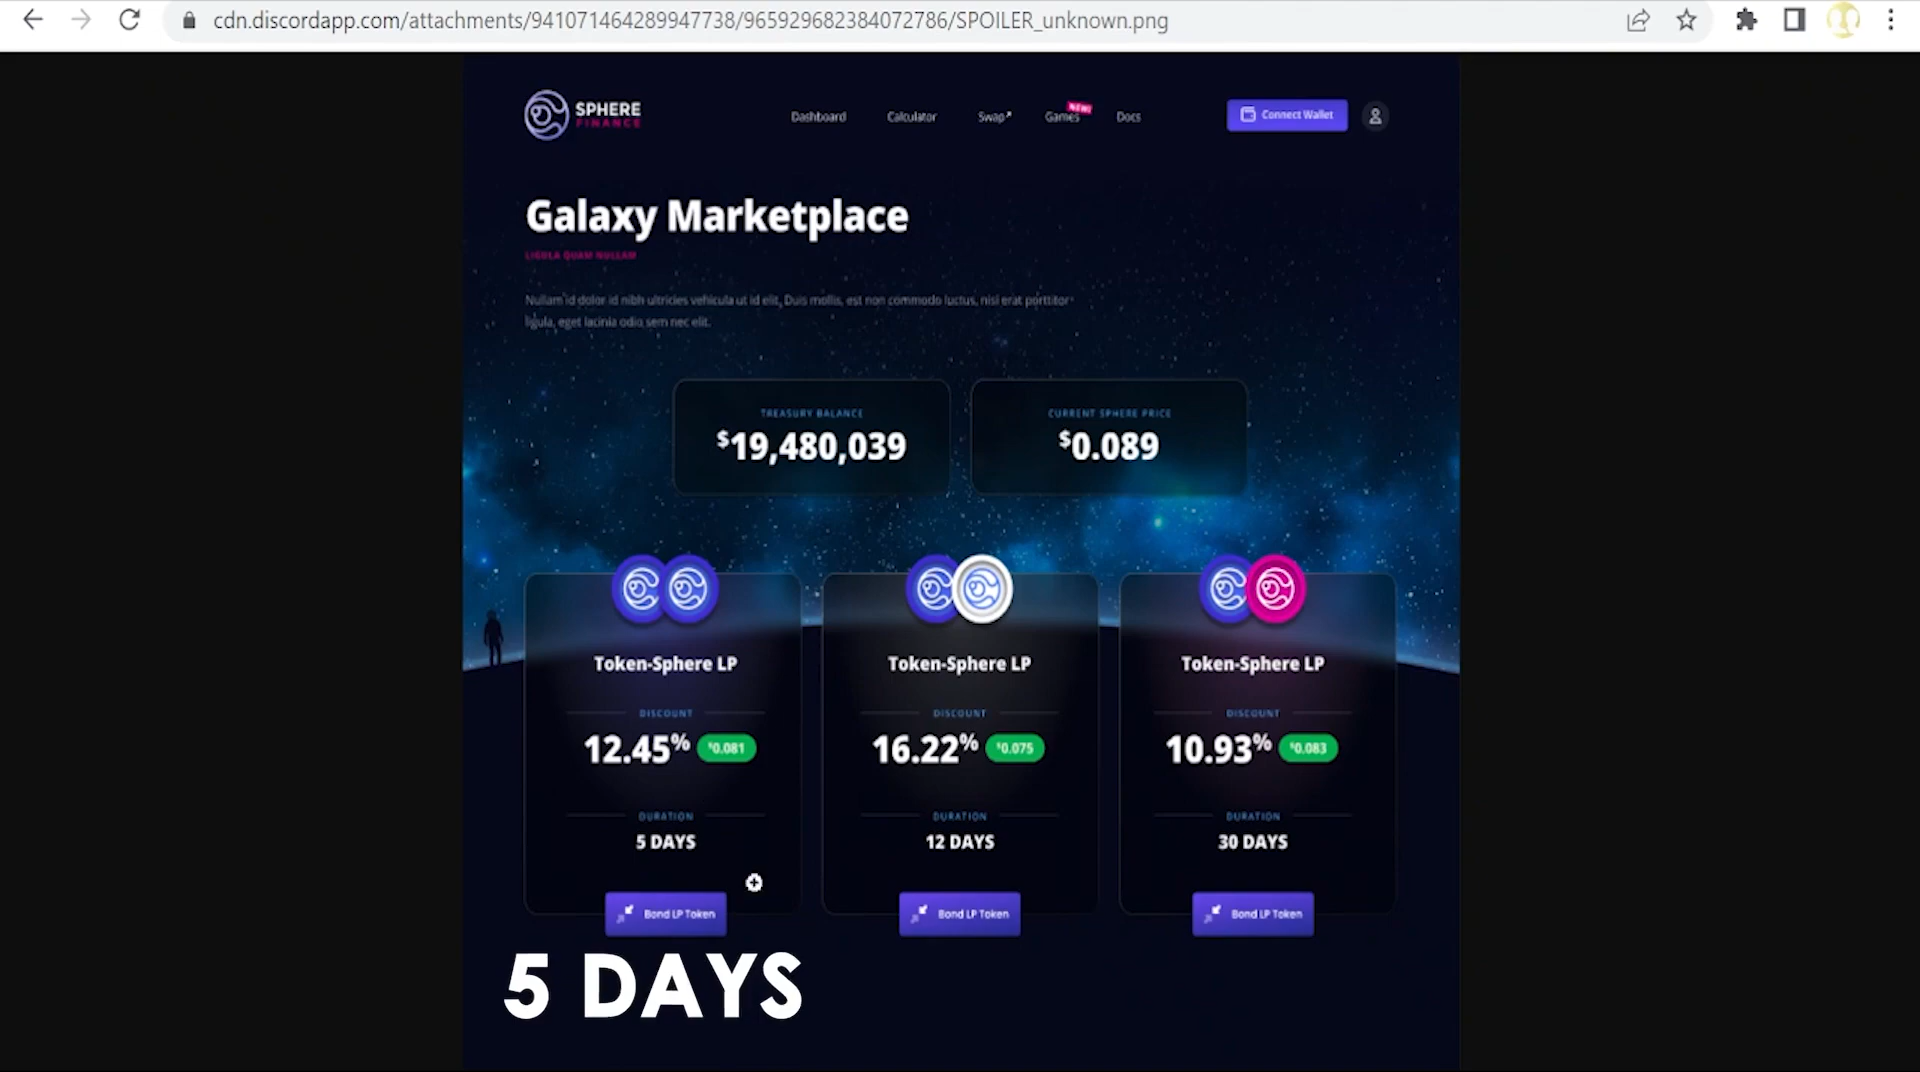 cdn.discordapp.com/attachments/941071464289947738/965929682384072786/SPOILER_unknown.png
SPHERE
FINANCE
Dashboard
Calculator
Swap↗
Games
NEW!
Docs
Connect Wallet
Galaxy Marketplace
LIGULA QUAM NULLAM
Nullam id dolor id nibh ultricies vehicula ut id elit. Duis mollis, est non commodo luctus, nisi erat porttitor
ligula, eget lacinia odio sem nec elit.
TREASURY BALANCE
$19,480,039
CURRENT SPHERE PRICE
$0.089
Token-Sphere LP
DISCOUNT
12.45% $0.081
DURATION
5 DAYS
Bond LP Token
Token-Sphere LP
DISCOUNT
16.22% $0.075
DURATION
12 DAYS
Bond LP Token
Token-Sphere LP
DISCOUNT
10.93% $0.083
DURATION
30 DAYS
Bond LP Token
5 DAYS